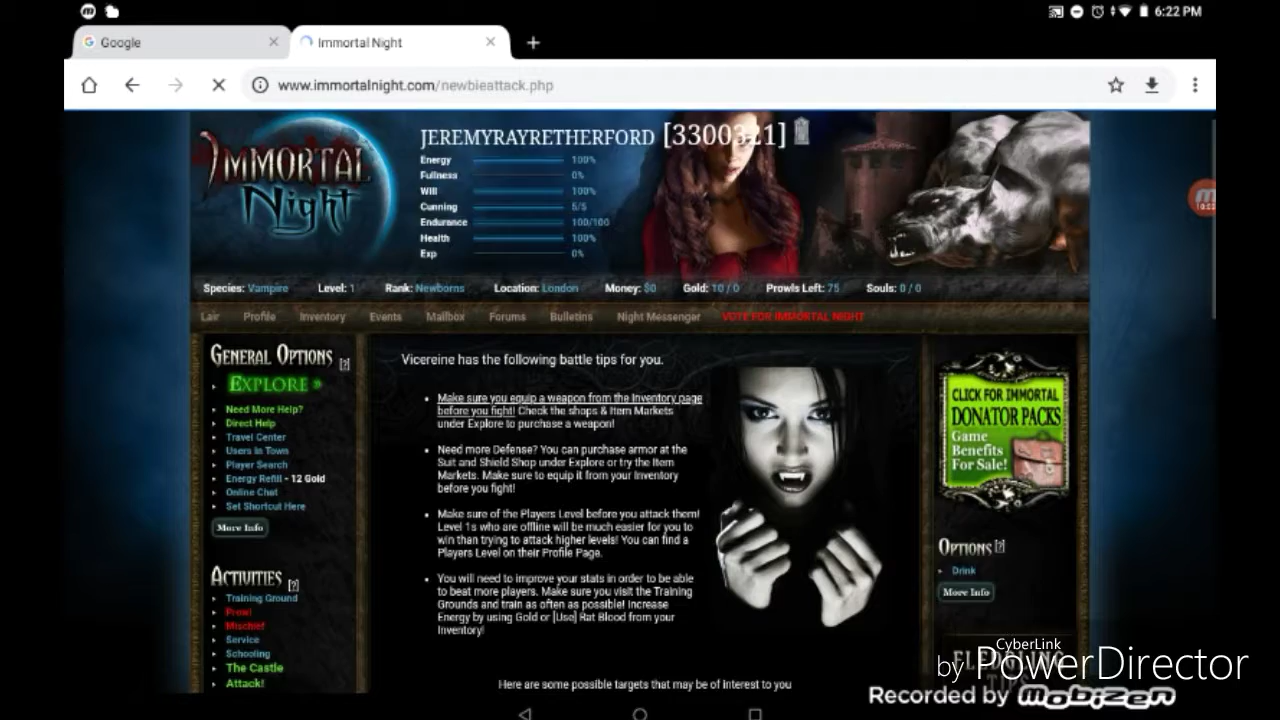 6:22 PM
Google
Immortal Night
www.immortalnight.com/newbieattack.php
Immortal Night
JEREMYRAYRETHERFORD [3300321]
Energy 100%
Fullness 0%
Will 100%
Cunning 5/5
Endurance 100/100
Health 100%
Exp 0%
Species: Vampire Level: 1 Rank: Newborns Location: London Money: $0 Gold: 10 / 0 Prowls Left: 75 Souls: 0 / 0
Lair Profile Inventory Events Mailbox Forums Bulletins Night Messenger VOTE FOR IMMORTAL NIGHT
General Options [?]
Explore »
Need More Help?
Direct Help
Travel Center
Users In Town
Player Search
Energy Refill - 12 Gold
Online Chat
Set Shortcut Here
More Info
Activities [?]
Training Ground
Prowl
Mischief
Service
Schooling
The Castle
Attack!
Vicereine has the following battle tips for you.
Make sure you equip a weapon from the Inventory page
before you fight! Check the shops & Item Markets
under Explore to purchase a weapon!
Need more Defense? You can purchase armor at the
Suit and Shield Shop under Explore or try the Item
Markets. Make sure to equip it from your Inventory
before you fight!
Make sure of the Players Level before you attack them!
Level 1s who are offline will be much easier for you to
win than trying to attack higher levels! You can find a
Players Level on their Profile Page.
You will need to improve your stats in order to be able
to beat more players. Make sure you visit the Training
Grounds and train as often as possible! Increase
Energy by using Gold or [Use] Rat Blood from your
Inventory!
Here are some possible targets that may be of interest to you
CLICK FOR IMMORTAL
DONATOR PACKS
Game
Benefits
For Sale!
Options [?]
Drink
More Info
CyberLink
by PowerDirector
Recorded by mobizen